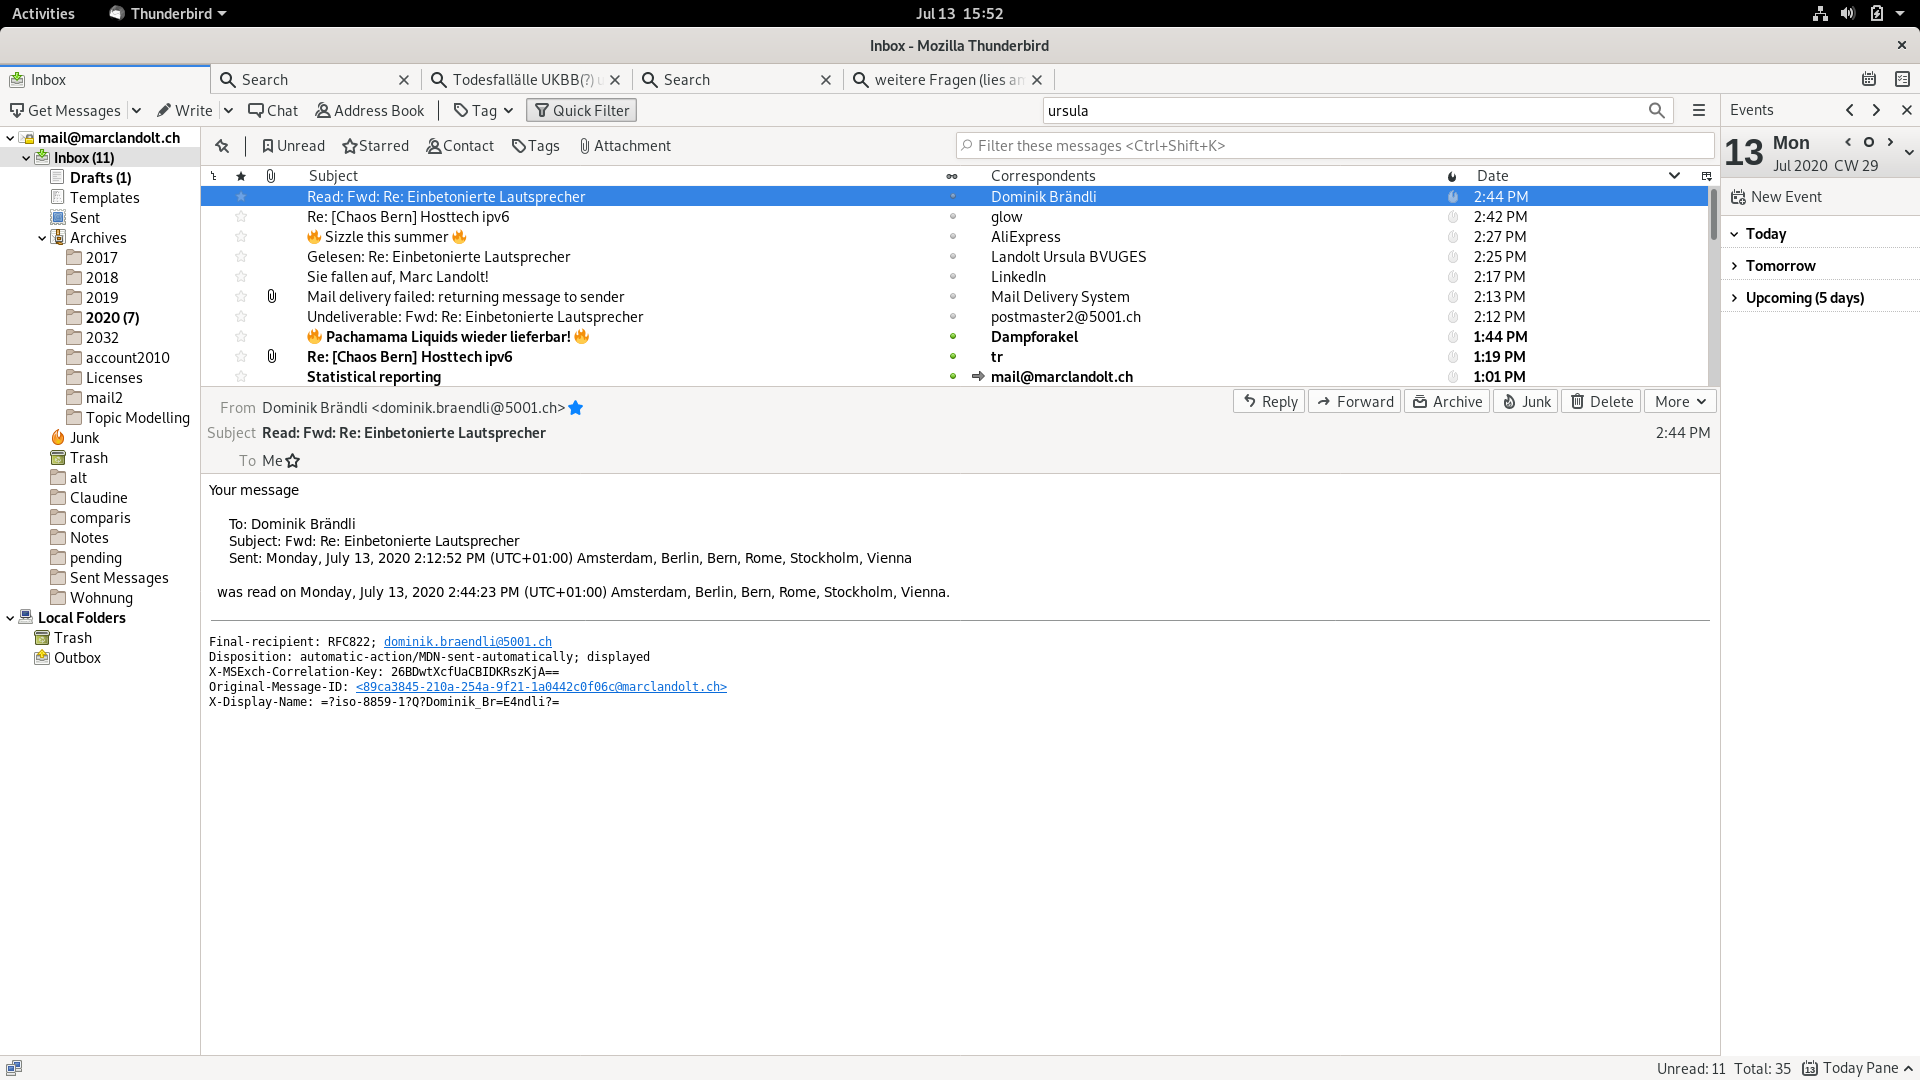 Activities Thunderbird Jul 13 15:52
Inbox - Mozilla Thunderbird
Inbox Search Todesfallälle UKBB(?) u Search weitere Fragen (lies an
Get Messages Write Chat Address Book Tag Quick Filter ursula
Events
13 Mon
Jul 2020 CW 29
New Event
Today
Tomorrow
Upcoming (5 days)
mail@marclandolt.ch
Inbox (11)
Drafts (1)
Templates
Sent
Archives
2017
2018
2019
2020 (7)
2032
account2010
Licenses
mail2
Topic Modelling
Junk
Trash
alt
Claudine
comparis
Notes
pending
Sent Messages
Wohnung
Local Folders
Trash
Outbox
Unread Starred Contact Tags Attachment Filter these messages <Ctrl+Shift+K>
Subject Correspondents Date
Read: Fwd: Re: Einbetonierte Lautsprecher Dominik Brändli 2:44 PM
Re: [Chaos Bern] Hosttech ipv6 glow 2:42 PM
🔥 Sizzle this summer 🔥 AliExpress 2:27 PM
Gelesen: Re: Einbetonierte Lautsprecher Landolt Ursula BVUGES 2:25 PM
Sie fallen auf, Marc Landolt! LinkedIn 2:17 PM
Mail delivery failed: returning message to sender Mail Delivery System 2:13 PM
Undeliverable: Fwd: Re: Einbetonierte Lautsprecher postmaster2@5001.ch 2:12 PM
🔥 Pachamama Liquids wieder lieferbar! 🔥 Dampforakel 1:44 PM
Re: [Chaos Bern] Hosttech ipv6 tr 1:19 PM
Statistical reporting mail@marclandolt.ch 1:01 PM
From Dominik Brändli <dominik.braendli@5001.ch> Reply Forward Archive Junk Delete More
Subject Read: Fwd: Re: Einbetonierte Lautsprecher 2:44 PM
To Me
Your message
To: Dominik Brändli
Subject: Fwd: Re: Einbetonierte Lautsprecher
Sent: Monday, July 13, 2020 2:12:52 PM (UTC+01:00) Amsterdam, Berlin, Bern, Rome, Stockholm, Vienna
was read on Monday, July 13, 2020 2:44:23 PM (UTC+01:00) Amsterdam, Berlin, Bern, Rome, Stockholm, Vienna.
Final-recipient: RFC822; dominik.braendli@5001.ch
Disposition: automatic-action/MDN-sent-automatically; displayed
X-MSExch-Correlation-Key: 26BDwtXcfUaCBIDKRszKjA==
Original-Message-ID: <89ca3845-210a-254a-9f21-1a0442c0f06c@marclandolt.ch>
X-Display-Name: =?iso-8859-1?Q?Dominik_Br=E4ndli?=
Unread: 11 Total: 35 13 Today Pane